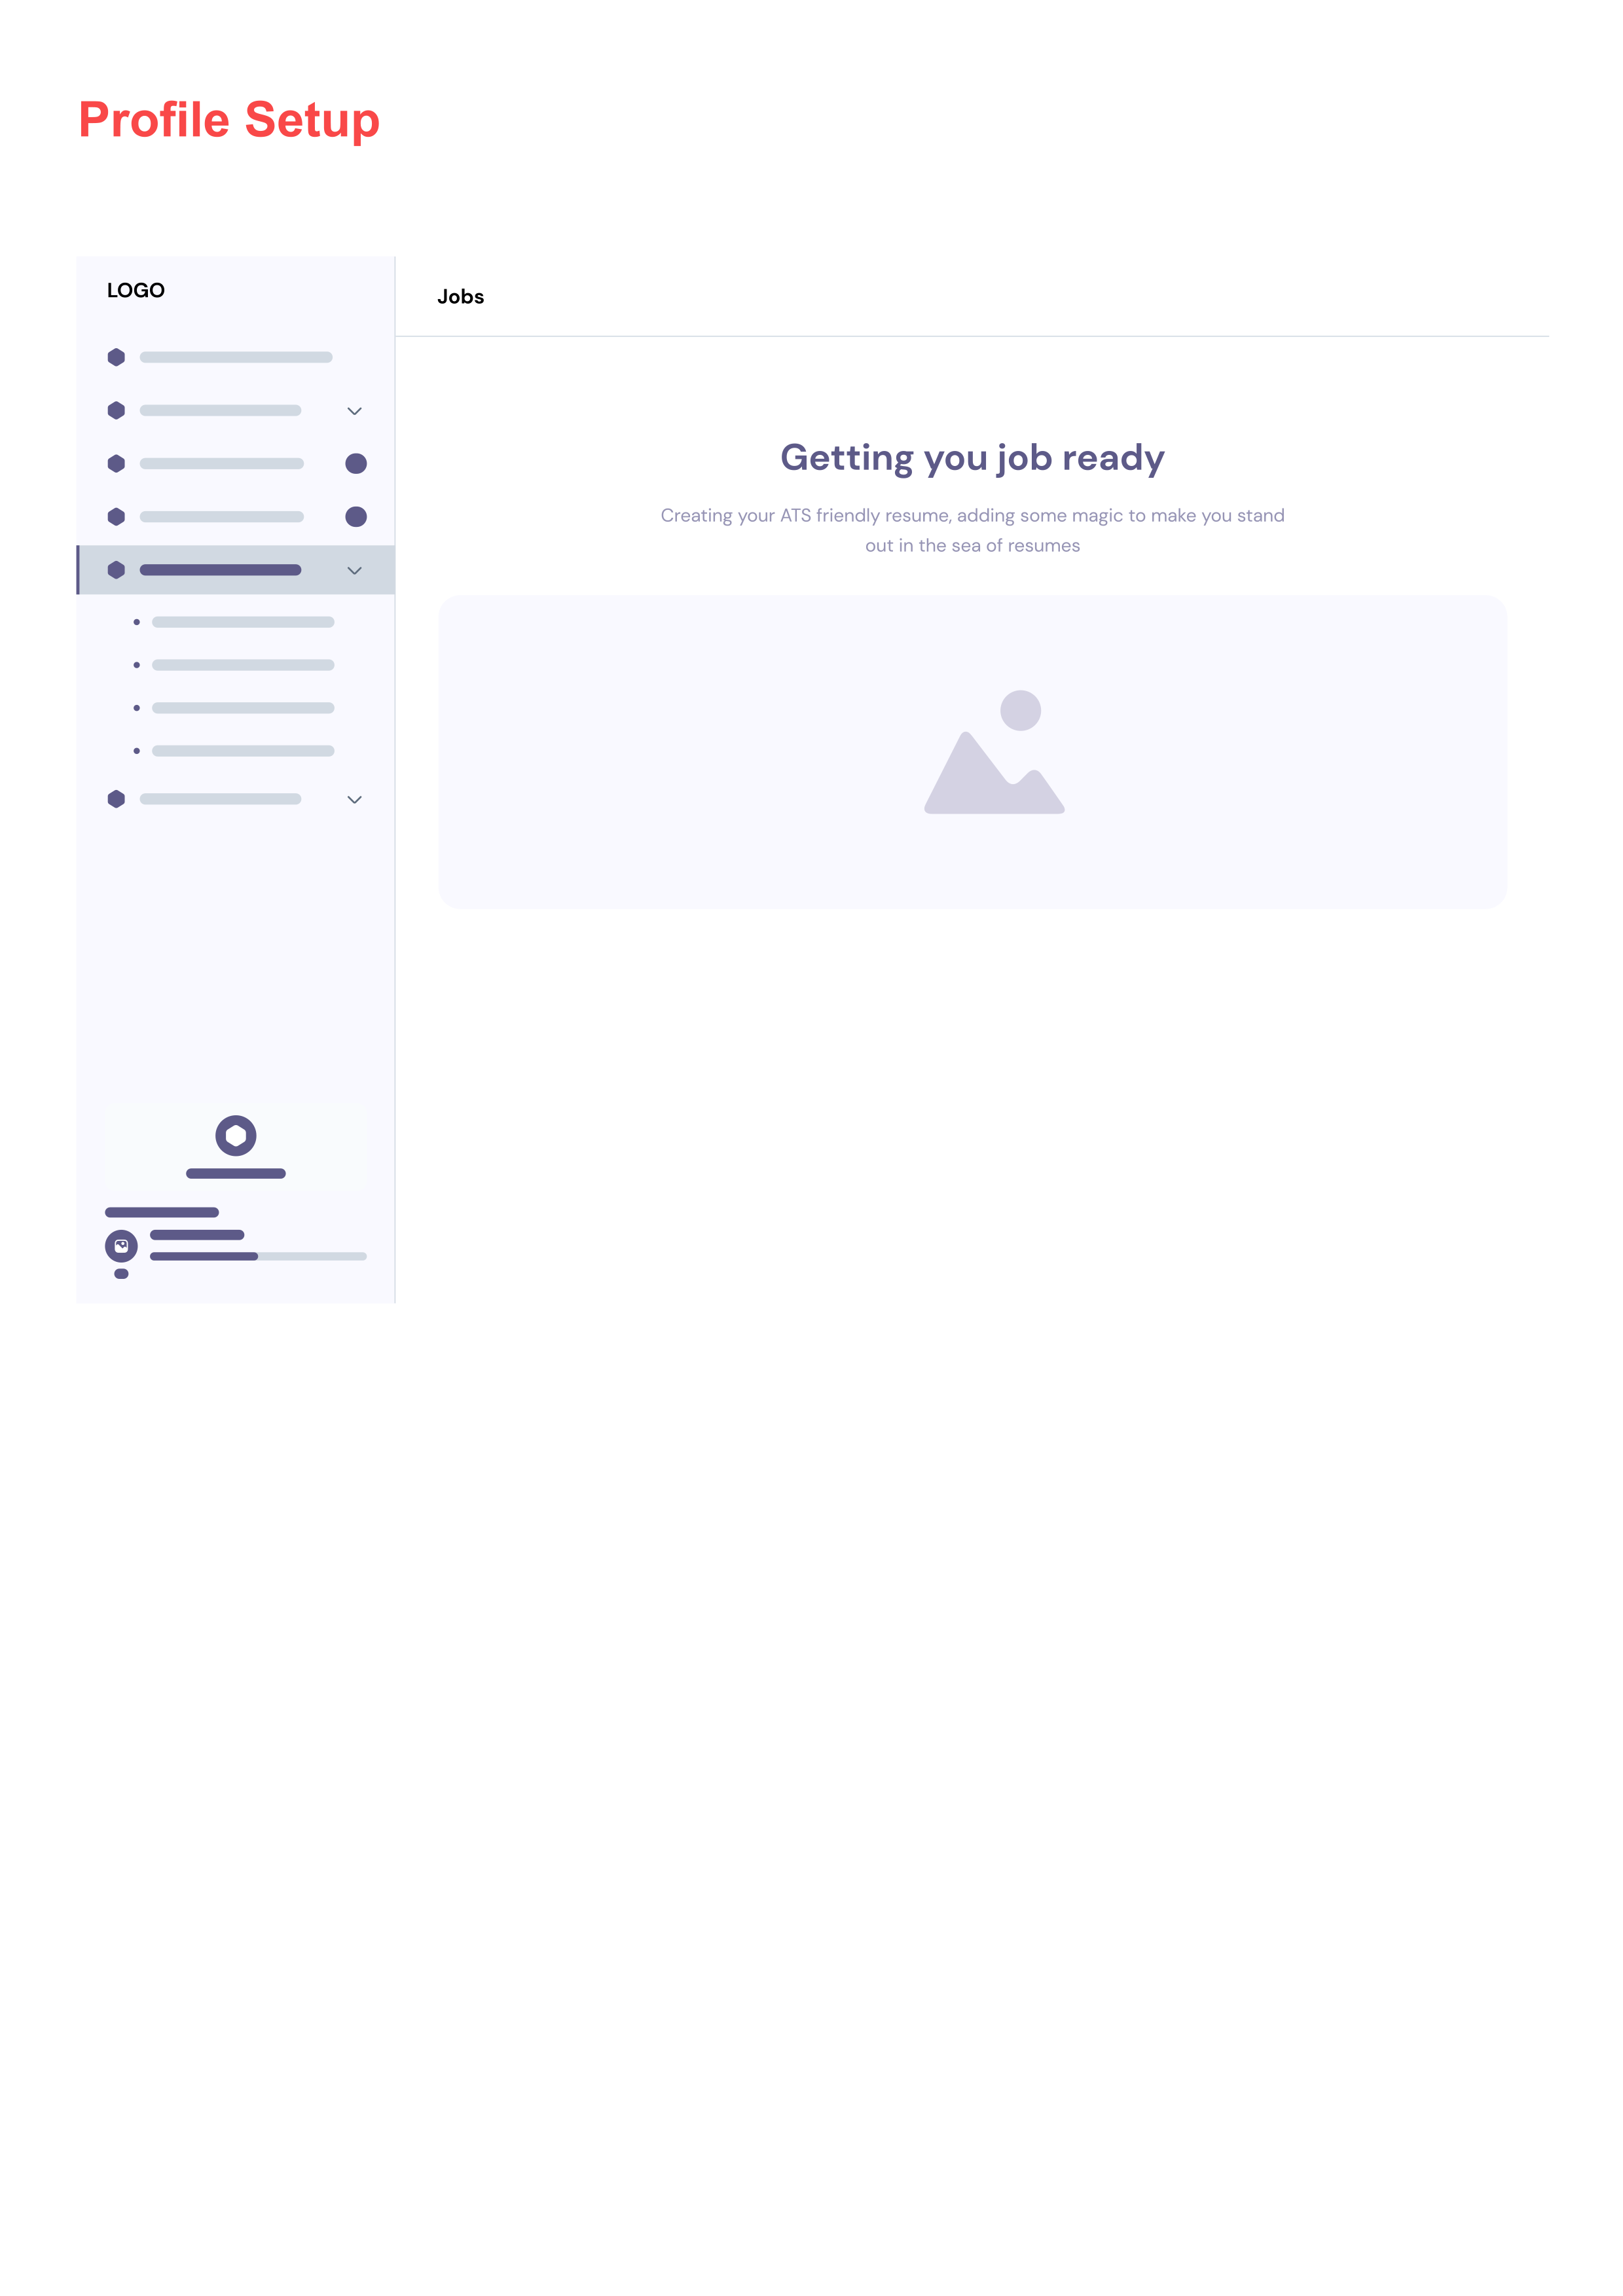 Profile Setup
LOGO
Jobs
Getting you job ready
Creating your ATS friendly resume, adding some magic to make you stand
out in the sea of resumes